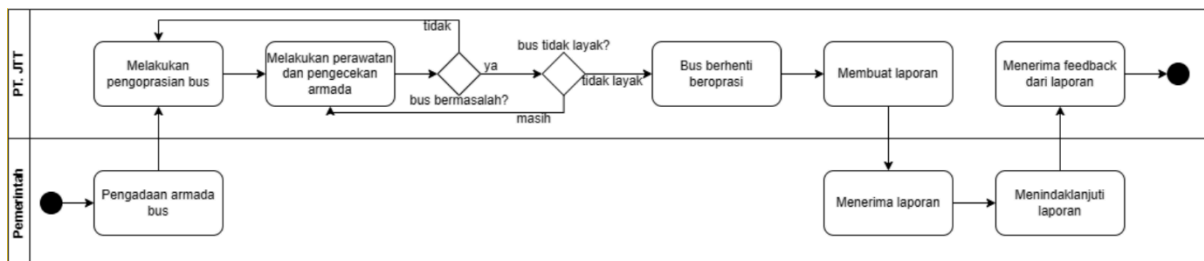 PT. JTT
Melakukan
pengoprasian bus
Melakukan perawatan
dan pengecekan
armada
tidak
bus bermasalah?
ya
bus tidak layak?
tidak layak
masih
Bus berhenti
beroprasi
Membuat laporan
Menerima feedback
dari laporan
Pemerintah
Pengadaan armada
bus
Menerima laporan
Menindaklanjuti
laporan